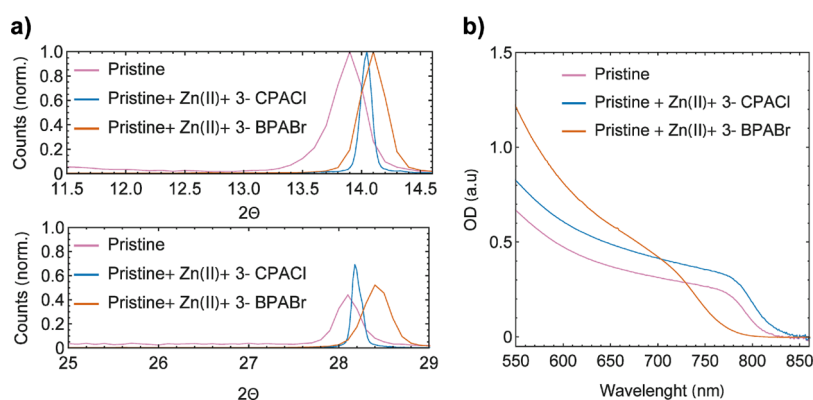 a)
Counts (norm.)
1.0
0.8
0.6
0.4
0.2
0
Pristine
Pristine+ Zn(II)+ 3- CPACl
Pristine+ Zn(II)+ 3- BPABr
11.5 12.0 12.5 13.0 13.5 14.0 14.5
2Θ
Counts (norm.)
1.0
0.8
0.6
0.4
0.2
0
Pristine
Pristine+ Zn(II)+ 3- CPACl
Pristine+ Zn(II)+ 3- BPABr
25 26 27 28 29
2Θ
b)
OD (a.u)
1.5
1.0
0.5
0
Pristine
Pristine + Zn(II)+ 3- CPACl
Pristine + Zn(II)+ 3- BPABr
550 600 650 700 750 800 850
Wavelenght (nm)